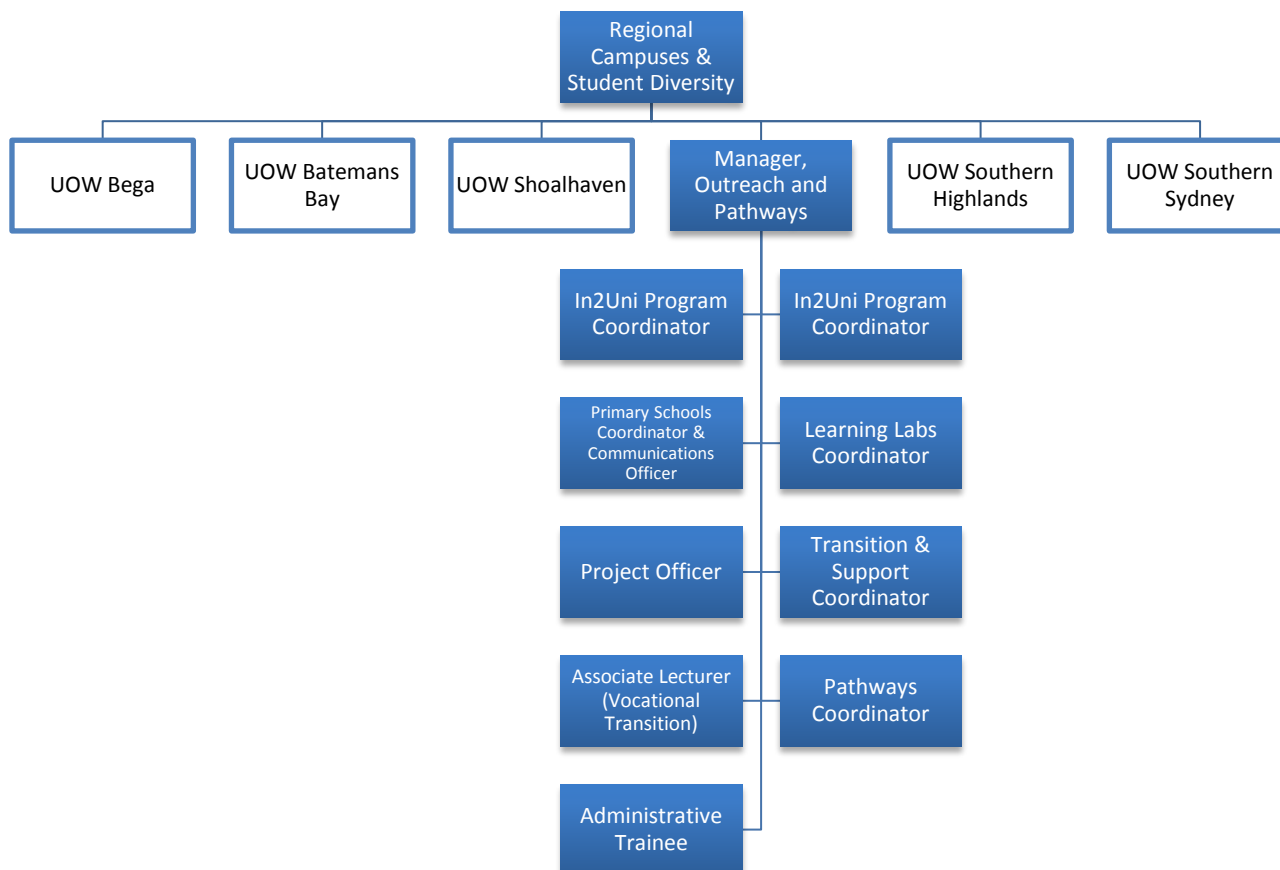 Regional
Campuses &
Student Diversity
UOW Bega
UOW Batemans
Bay
UOW Shoalhaven
Manager,
Outreach and
Pathways
UOW Southern
Highlands
UOW Southern
Sydney
In2Uni Program
Coordinator
In2Uni Program
Coordinator
Primary Schools
Coordinator &
Communications
Officer
Learning Labs
Coordinator
Project Officer
Transition &
Support
Coordinator
Associate Lecturer
(Vocational
Transition)
Pathways
Coordinator
Administrative
Trainee